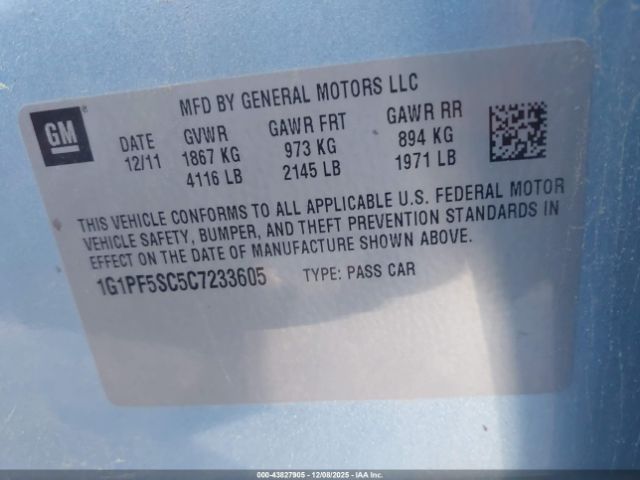 MFD BY GENERAL MOTORS LLC
GM
DATE GVWR GAWR FRT GAWR RR
12/11 1867 KG 973 KG 894 KG
4116 LB 2145 LB 1971 LB
THIS VEHICLE CONFORMS TO ALL APPLICABLE U.S. FEDERAL MOTOR
VEHICLE SAFETY, BUMPER, AND THEFT PREVENTION STANDARDS IN
EFFECT ON THE DATE OF MANUFACTURE SHOWN ABOVE.
1G1PF5SC5C7233605 TYPE: PASS CAR
000-43827905 - 12/08/2025 - IAA Inc.